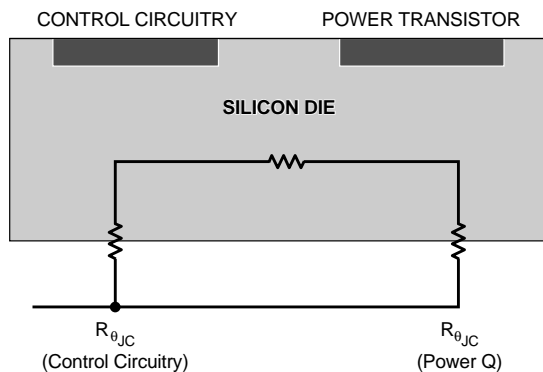 CONTROL CIRCUITRY POWER TRANSISTOR
SILICON DIE
RθJC RθJC
(Control Circuitry) (Power Q)